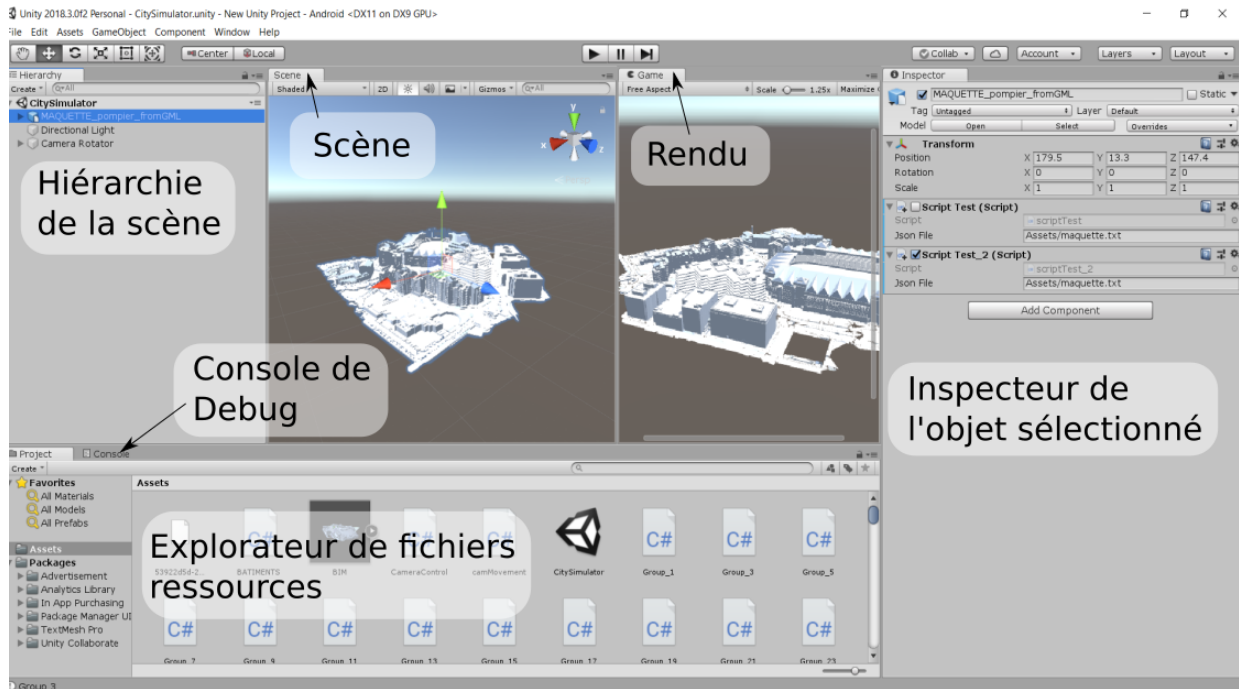 Unity 2018.3.0f2 Personal - CitySimulator.unity - New Unity Project - Android <DX11 on DX9 GPU>
File Edit Assets GameObject Component Window Help
Center Local
Collab Account Layers Layout
Hierarchy
Create All
CitySimulator
MAQUETTE_pompier_fromGML
Directional Light
Camera Rotator
Hiérarchie
de la scène
Scene
Shaded 2D Gizmos All
Scène
y
x z
Persp
Game
Free Aspect Scale 1.25x Maximize
Rendu
Inspector
MAQUETTE_pompier_fromGML Static
Tag Untagged Layer Default
Model Open Select Overrides
Transform
Position X 179.5 Y 13.3 Z 147.4
Rotation X 0 Y 0 Z 0
Scale X 1 Y 1 Z 1
Script Test (Script)
Script scriptTest
Json File Assets/maquette.txt
Script Test_2 (Script)
Script scriptTest_2
Json File Assets/maquette.txt
Add Component
Inspecteur de
l'objet sélectionné
Console de
Debug
Project Console
Create
Favorites
All Materials
All Models
All Prefabs
Assets
Packages
Advertisement
Analytics Library
In App Purchasing
Package Manager UI
TextMesh Pro
Unity Collaborate
Assets
Explorateur de fichiers
ressources
C# C# C# C# C# C# C#
53922d5d-2... BATIMENTS BIM CameraControl camMovement CitySimulator Group_1 Group_3 Group_5
C# C# C# C# C# C# C# C# C#
Group_7 Group_9 Group_11 Group_13 Group_15 Group_17 Group_19 Group_21 Group_23
Group_3